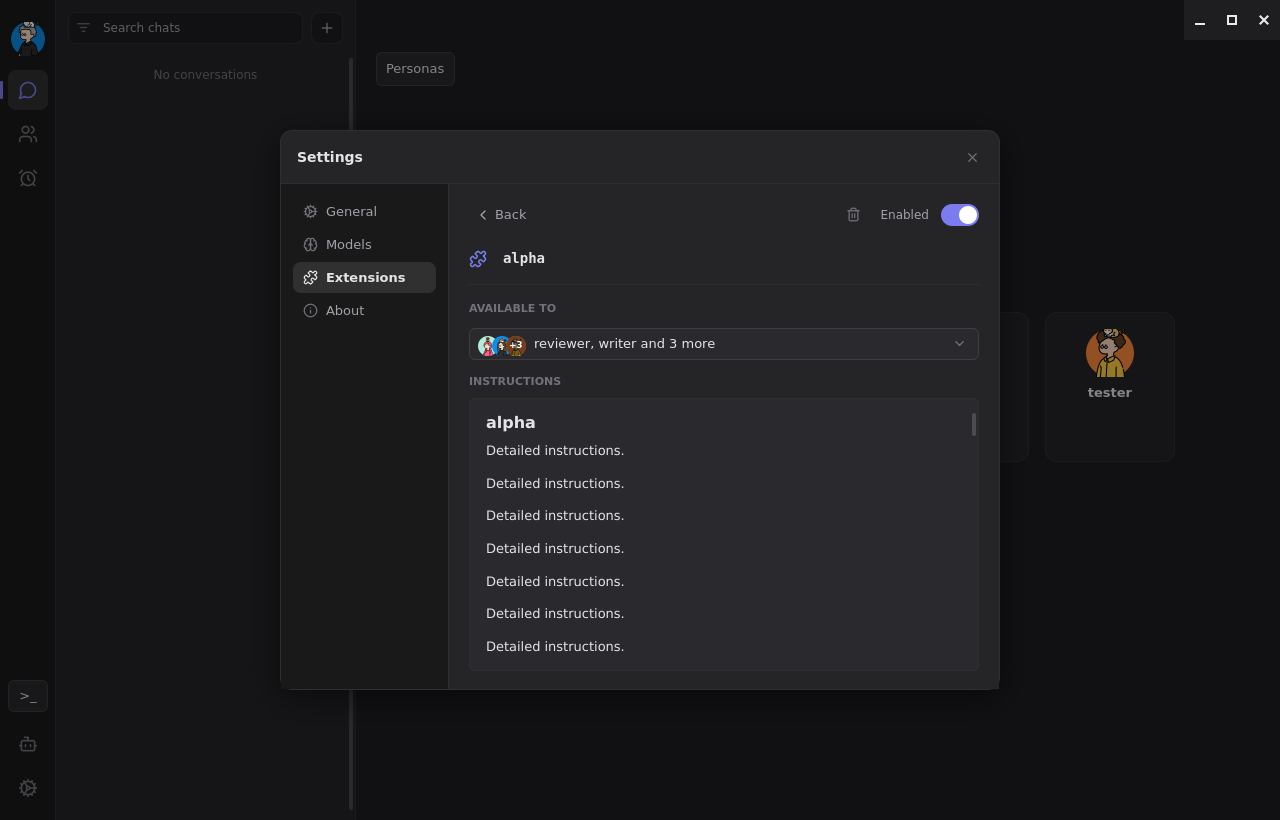 Search chats
No conversations
Personas
Settings
General
Models
Extensions
About
Back
Enabled
alpha
AVAILABLE TO
+3
reviewer, writer and 3 more
INSTRUCTIONS
alpha
Detailed instructions.
Detailed instructions.
Detailed instructions.
Detailed instructions.
Detailed instructions.
Detailed instructions.
Detailed instructions.
tester
>_